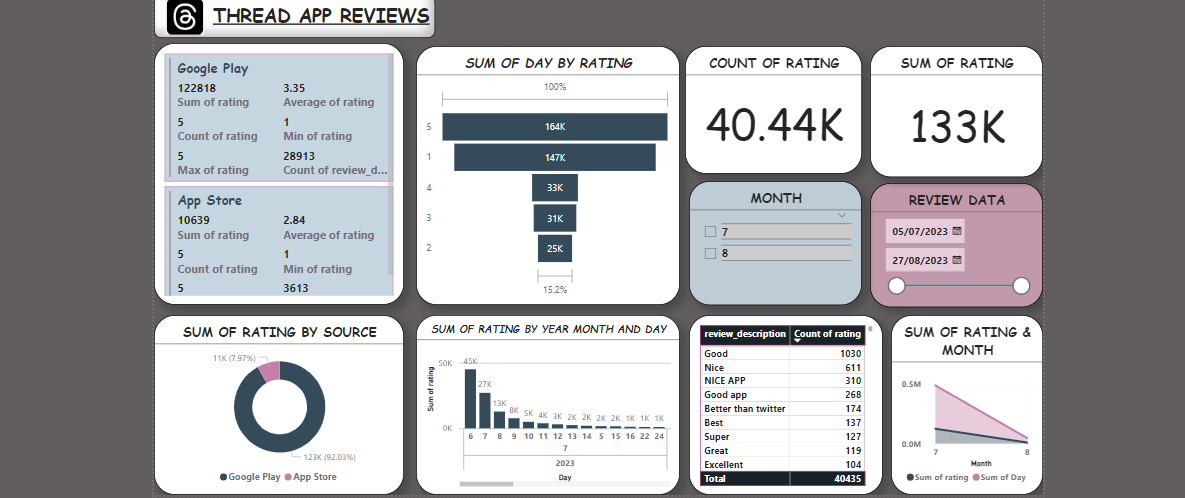 THREAD APP REVIEWS
Google Play
122818 3.35
Sum of rating Average of rating
5 1
Count of rating Min of rating
5 28913
Max of rating Count of review_d...
App Store
10639 2.84
Sum of rating Average of rating
5 1
Count of rating Min of rating
5 3613
SUM OF DAY BY RATING
100%
5 164K
1 147K
4 33K
3 31K
2 25K
15.2%
COUNT OF RATING
40.44K
SUM OF RATING
133K
MONTH
7
8
REVIEW DATA
05/07/2023
27/08/2023
SUM OF RATING BY SOURCE
11K (7.97%)
123K (92.03%)
Google Play App Store
SUM OF RATING BY YEAR MONTH AND DAY
Sum of rating
50K
0K
45K 27K 13K 8K 5K 4K 3K 2K 2K 2K 2K 1K 1K 1K
6 7 8 9 10 11 12 13 14 5 15 16 22 24
7
2023
Day
review_description Count of rating
Good 1030
Nice 611
NICE APP 310
Good app 268
Better than twitter 174
Best 137
Super 127
Great 119
Excellent 104
Total 40435
SUM OF RATING &
MONTH
0.5M
0.0M
7 8
Month
Sum of rating Sum of Day